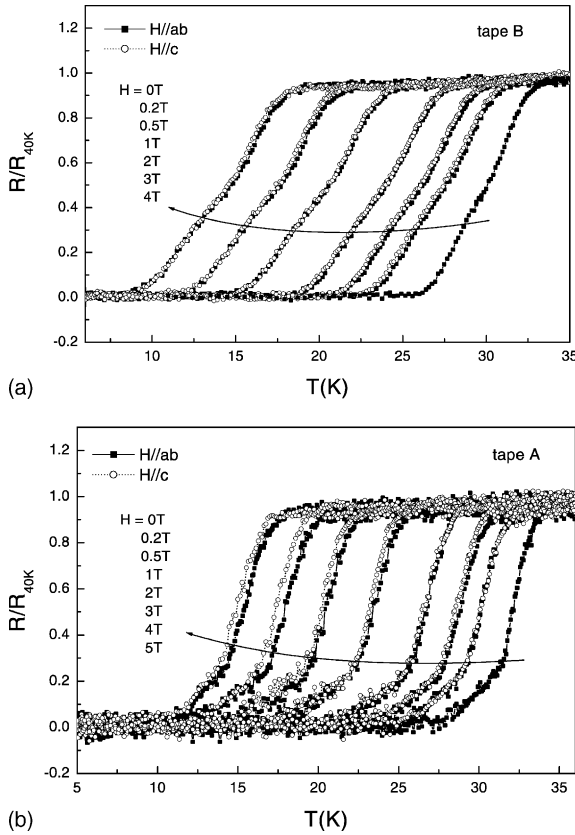 tape B
H//ab
H//c
H = 0T
0.2T
0.5T
1T
2T
3T
4T
R/R40K
1.2
1.0
0.8
0.6
0.4
0.2
0.0
-0.2
10 15 20 25 30 35
(a) T(K)
tape A
H//ab
H//c
H = 0T
0.2T
0.5T
1T
2T
3T
4T
5T
R/R40K
1.2
1.0
0.8
0.6
0.4
0.2
0.0
-0.2
5 10 15 20 25 30 35
(b) T(K)